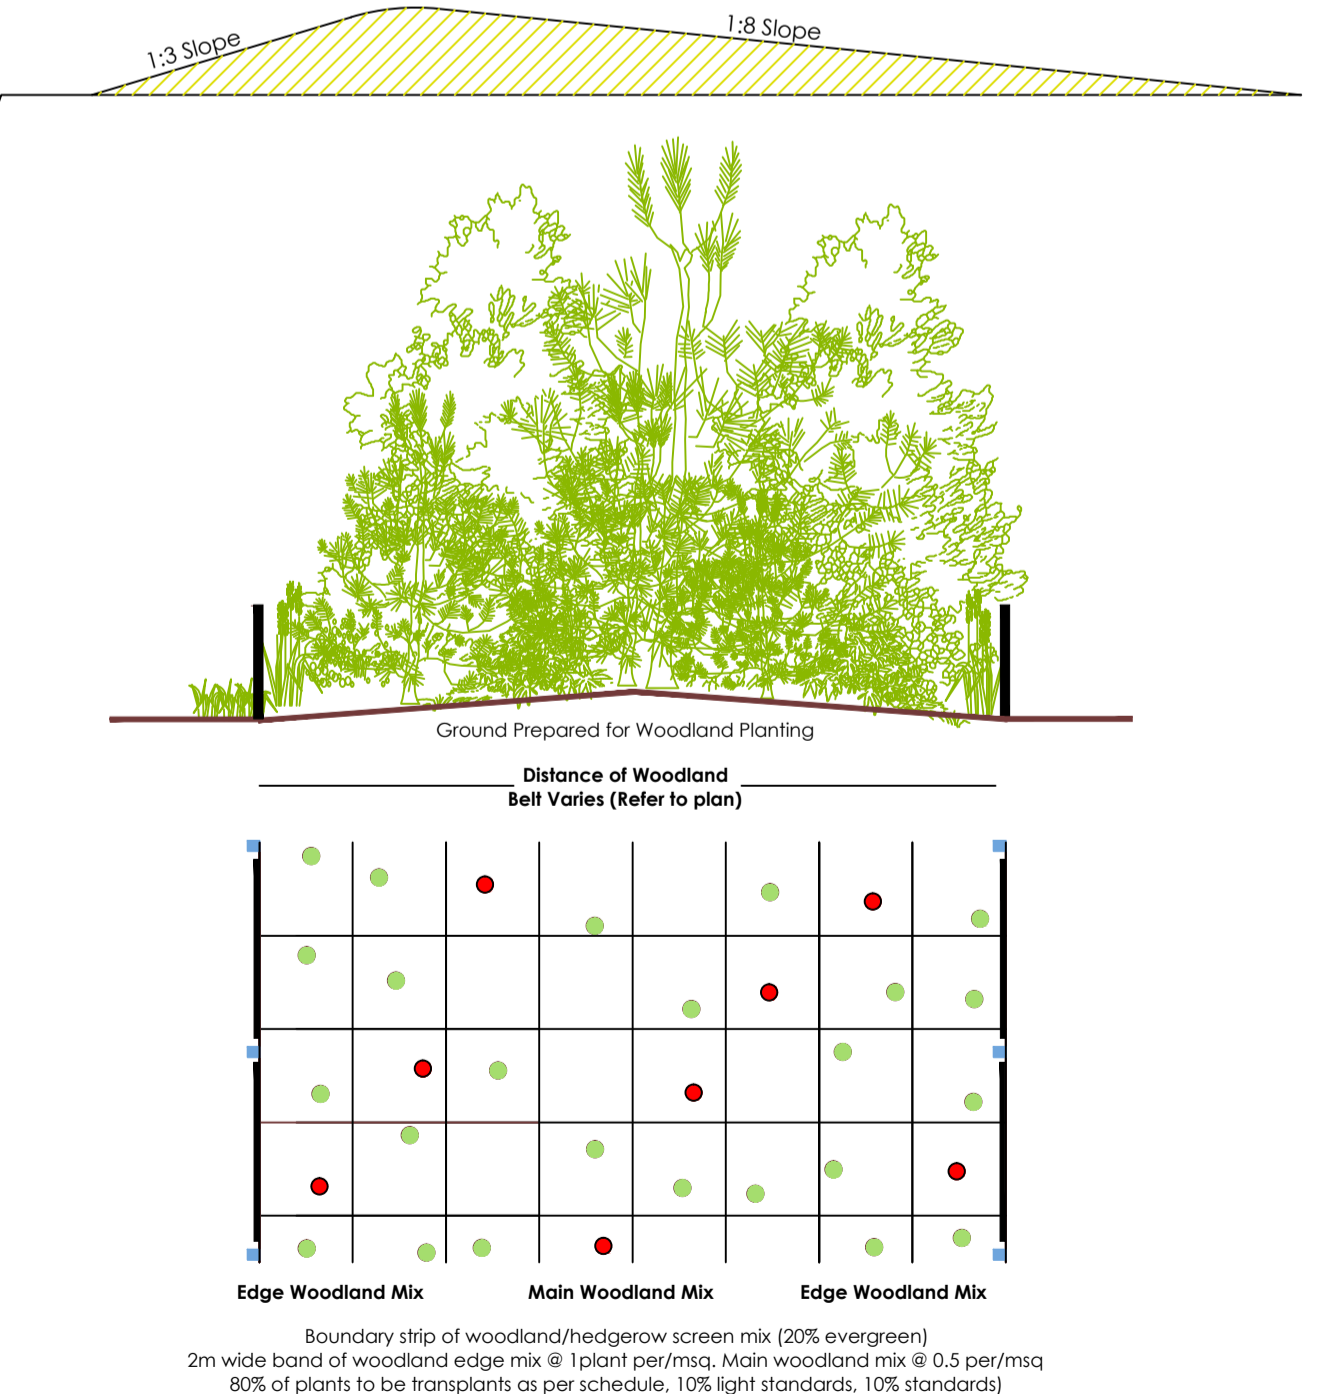 1:3 Slope
1:8 Slope
Ground Prepared for Woodland Planting
Distance of Woodland
Belt Varies (Refer to plan)
Edge Woodland Mix
Main Woodland Mix
Edge Woodland Mix
Boundary strip of woodland/hedgerow screen mix (20% evergreen)
2m wide band of woodland edge mix @ 1plant per/msq. Main woodland mix @ 0.5 per/msq
80% of plants to be transplants as per schedule, 10% light standards, 10% standards)